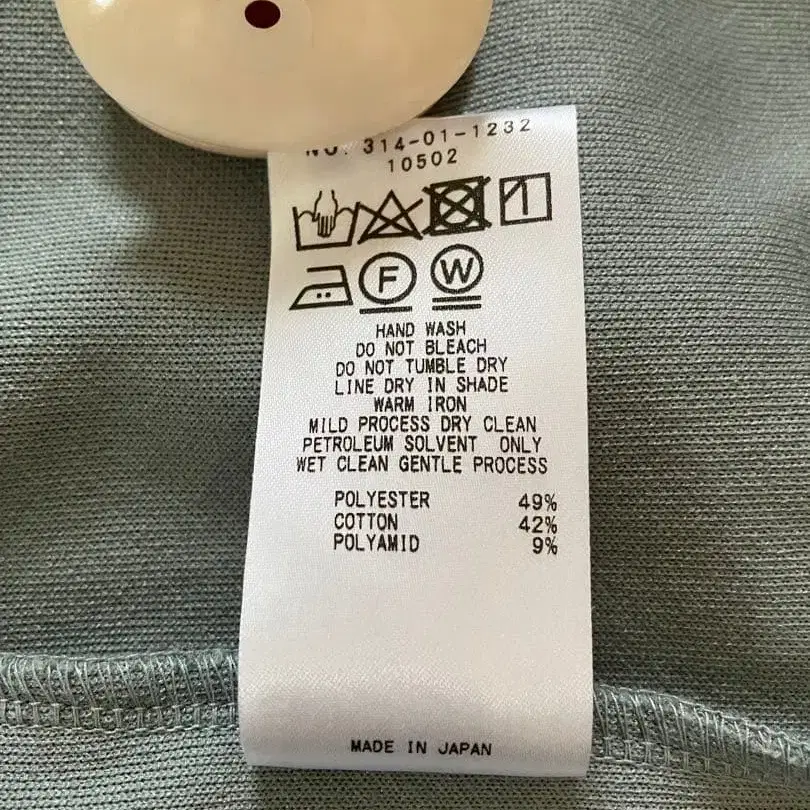 NO. 314-01-1232
10502
F W
HAND WASH
DO NOT BLEACH
DO NOT TUMBLE DRY
LINE DRY IN SHADE
WARM IRON
MILD PROCESS DRY CLEAN
PETROLEUM SOLVENT ONLY
WET CLEAN GENTLE PROCESS
POLYESTER 49%
COTTON 42%
POLYAMID 9%
MADE IN JAPAN